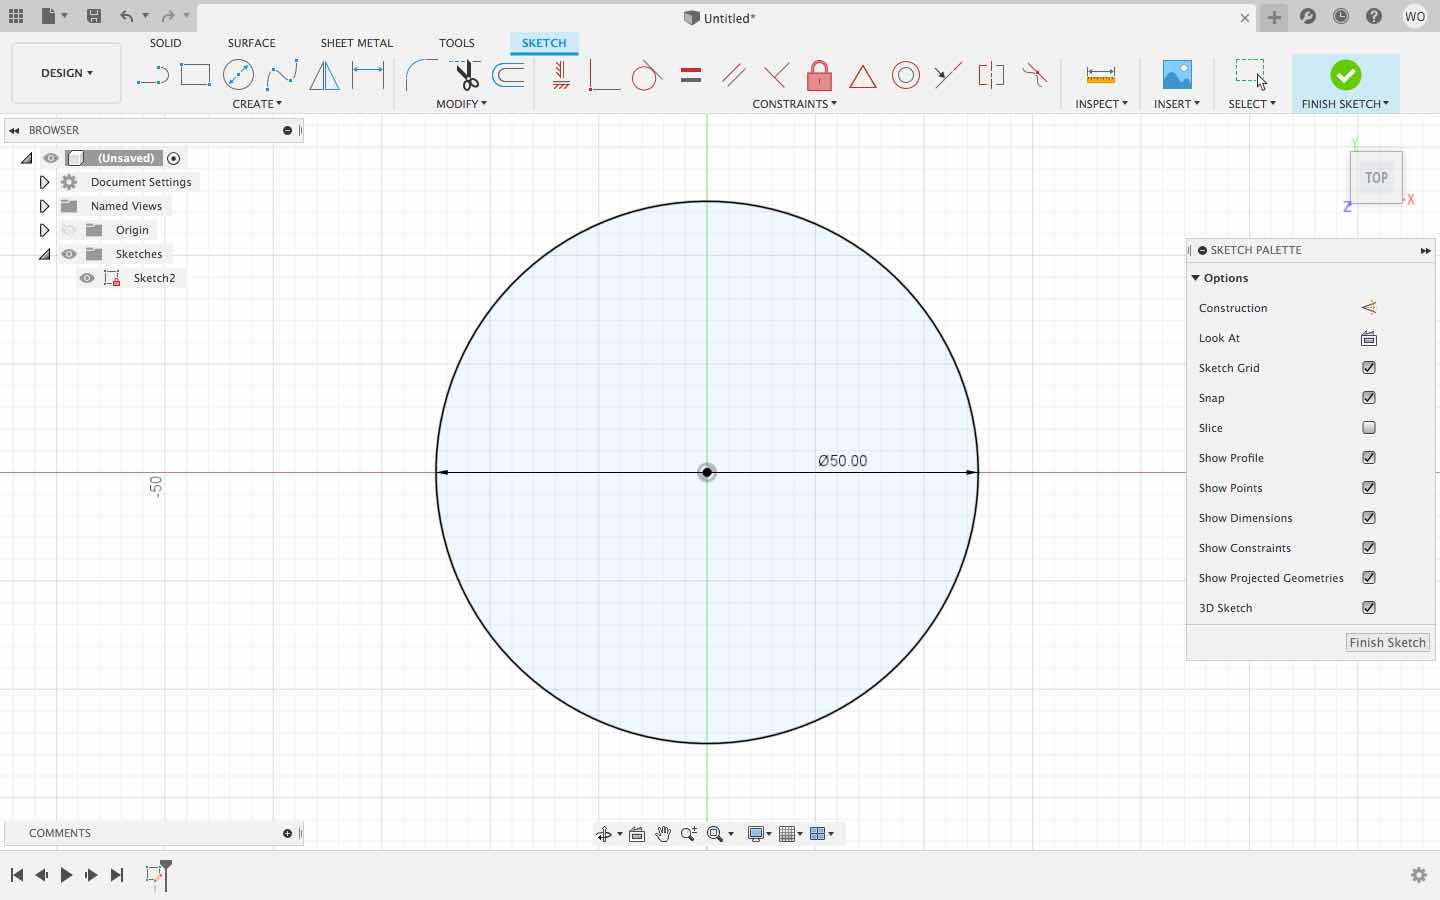 Untitled*
WO
DESIGN
SOLID
SURFACE
SHEET METAL
TOOLS
SKETCH
CREATE
MODIFY
CONSTRAINTS
INSPECT
INSERT
SELECT
FINISH SKETCH
BROWSER
(Unsaved)
Document Settings
Named Views
Origin
Sketches
Sketch2
Y
TOP
X
Z
Ø50.00
-50
SKETCH PALETTE
Options
Construction
Look At
Sketch Grid
Snap
Slice
Show Profile
Show Points
Show Dimensions
Show Constraints
Show Projected Geometries
3D Sketch
Finish Sketch
COMMENTS